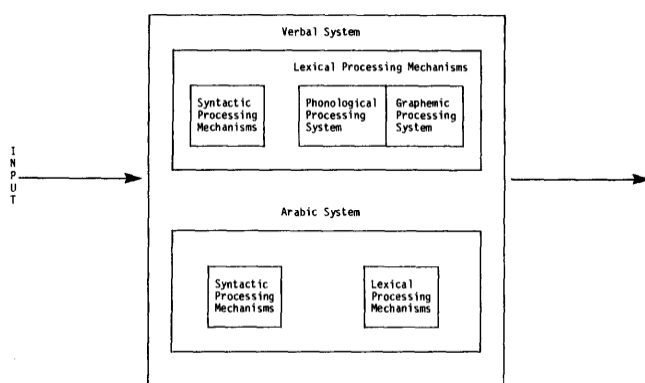 Verbal System
Lexical Processing Mechanisms
Syntactic
Processing
Mechanisms
Phonological
Processing
System
Graphemic
Processing
System
INPUT
Arabic System
Syntactic
Processing
Mechanisms
Lexical
Processing
Mechanisms